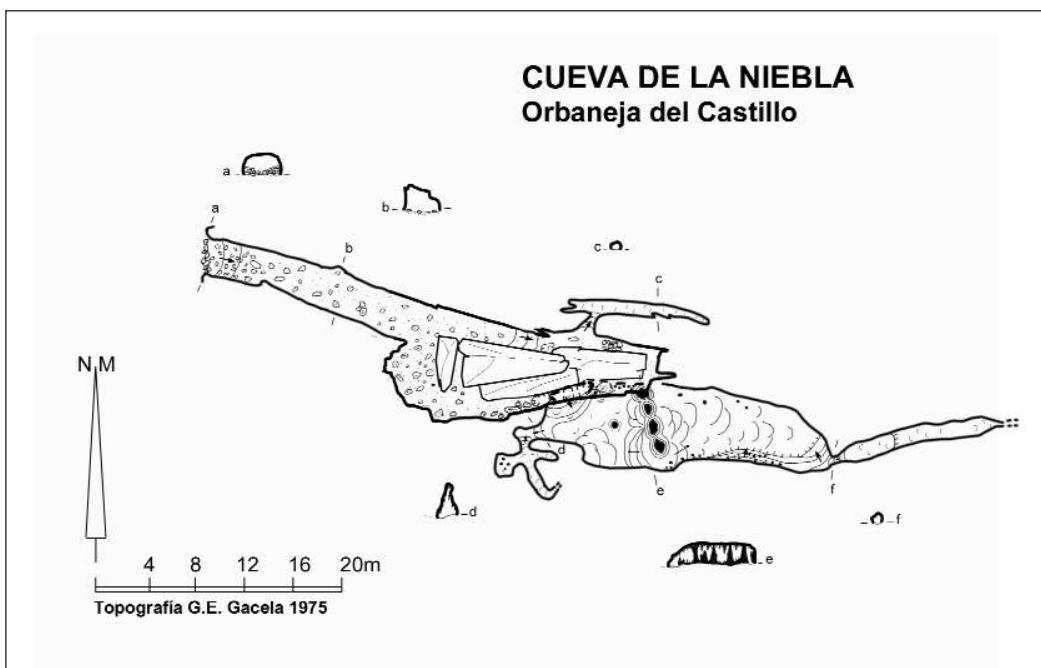 CUEVA DE LA NIEBLA
Orbaneja del Castillo
a
b
a
b
c
c
N M
d
e
f
d
f
e
4 8 12 16 20m
Topografía G.E. Gacela 1975